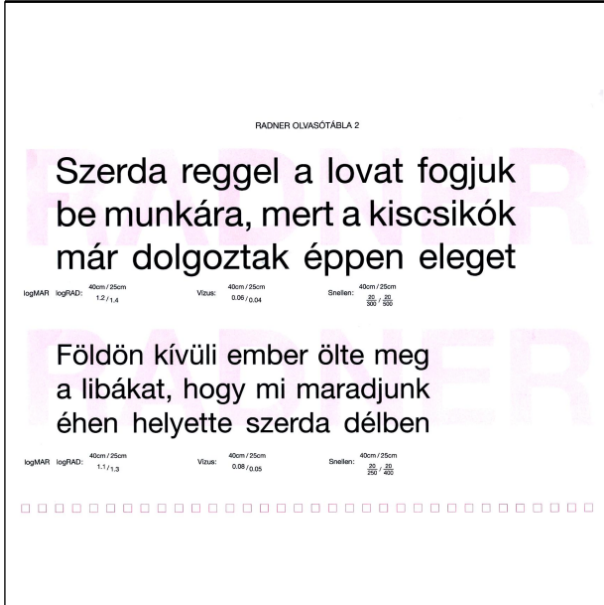 RADNER OLVASÓTÁBLA 2
RADNER
Szerda reggel a lovat fogjuk
be munkára, mert a kiscsikók
már dolgoztak éppen eleget
logMAR logRAD: 40cm / 25cm 1.2 / 1.4 Vízus: 40cm / 25cm 0.06 / 0.04 Snellen: 40cm / 25cm 20/300 / 20/500
RADNER
Földön kívüli ember ölte meg
a libákat, hogy mi maradjunk
éhen helyette szerda délben
logMAR logRAD: 40cm / 25cm 1.1 / 1.3 Vízus: 40cm / 25cm 0.08 / 0.05 Snellen: 40cm / 25cm 20/250 / 20/400